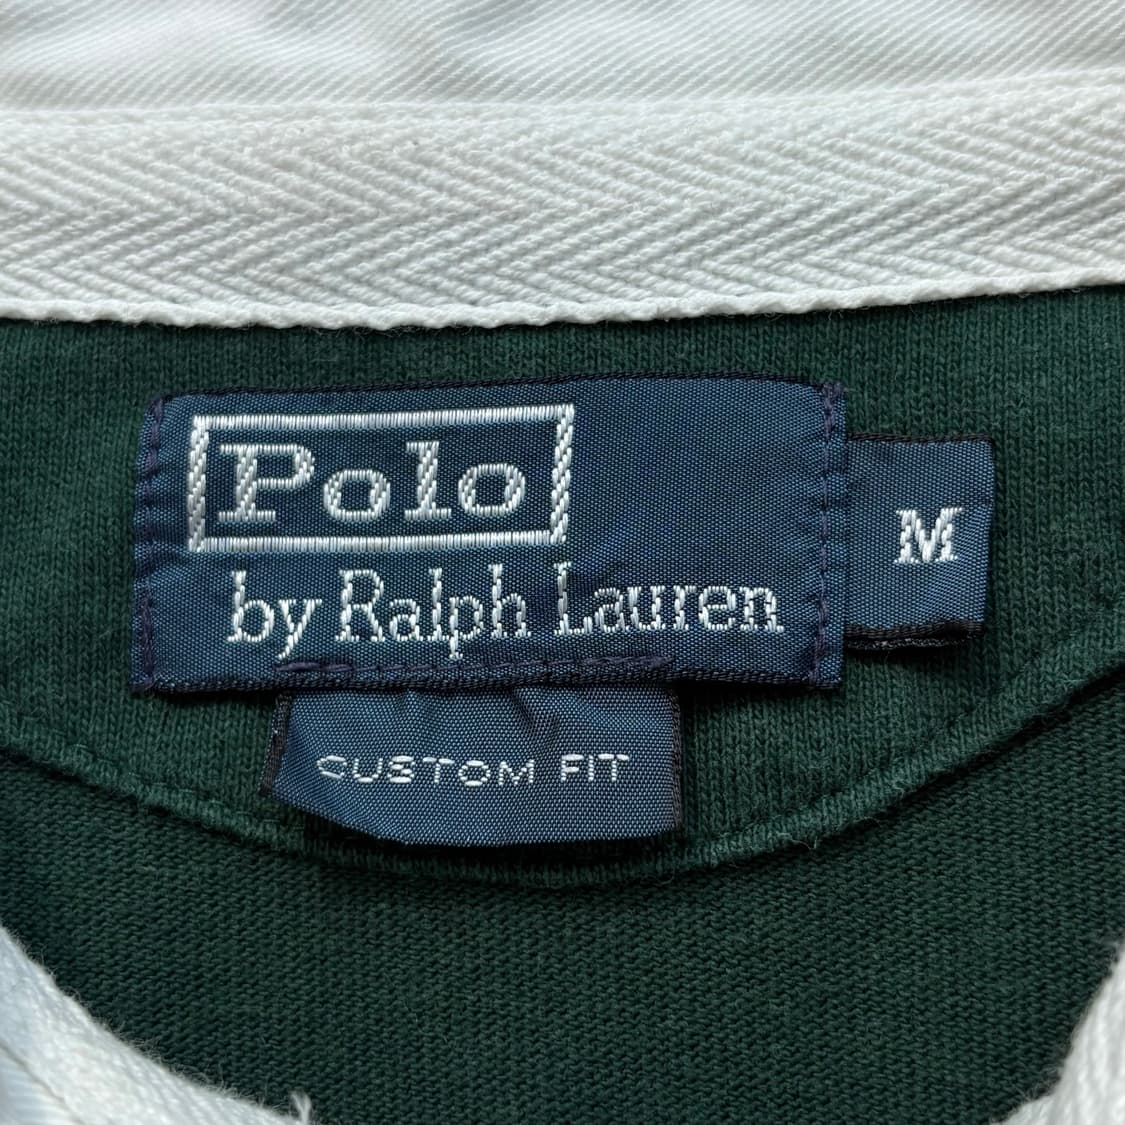 Polo
by Ralph Lauren
M
CUSTOM FIT